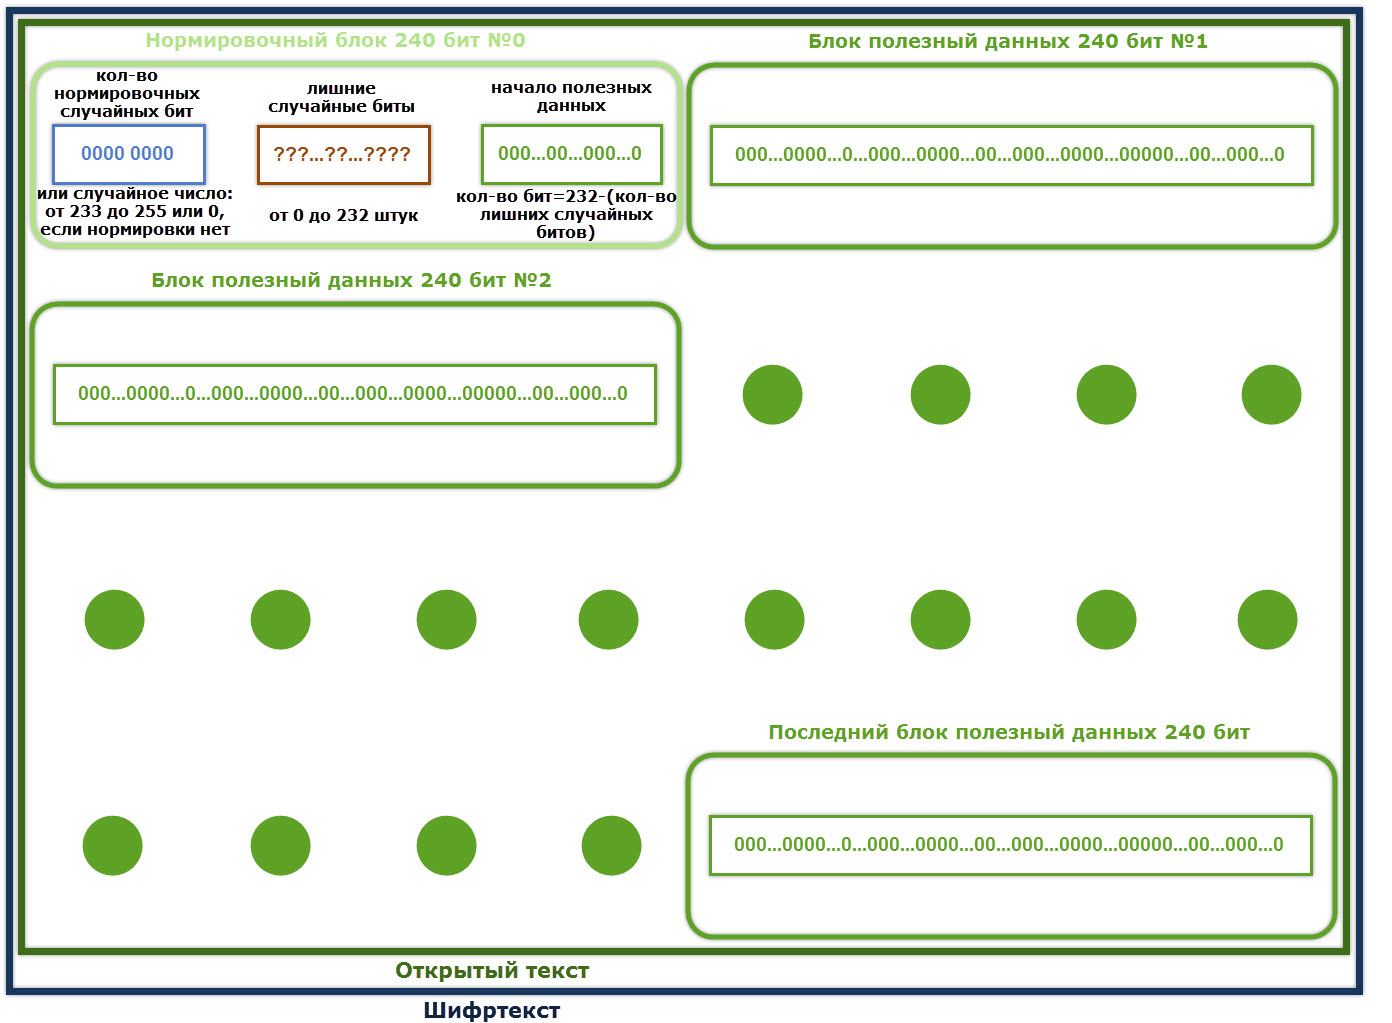 Нормировочный блок 240 бит №0
кол-во
нормировочных
случайных бит
0000 0000
или случайное число:
от 233 до 255 или 0,
если нормировки нет
лишние
случайные биты
???...??...????
от 0 до 232 штук
начало полезных
данных
000...00...000...0
кол-во бит=232-(кол-во
лишних случайных
битов)
Блок полезный данных 240 бит №1
000...0000...0...000...0000...00...000...0000...00000...00...000...0
Блок полезный данных 240 бит №2
000...0000...0...000...0000...00...000...0000...00000...00...000...0
Последний блок полезный данных 240 бит
000...0000...0...000...0000...00...000...0000...00000...00...000...0
Открытый текст
Шифртекст